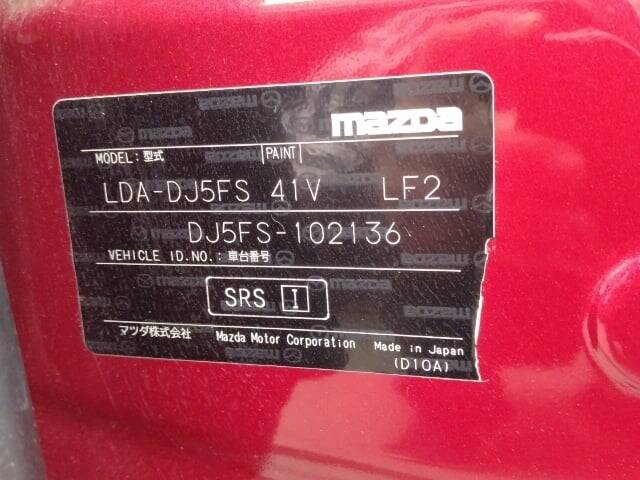 mazda
MODEL: 型式 PAINT
LDA-DJ5FS 41V LF2
DJ5FS-102136
VEHICLE ID.NO.: 車台番号
SRS I
マツダ株式会社 Mazda Motor Corporation Made in Japan
(D10A)